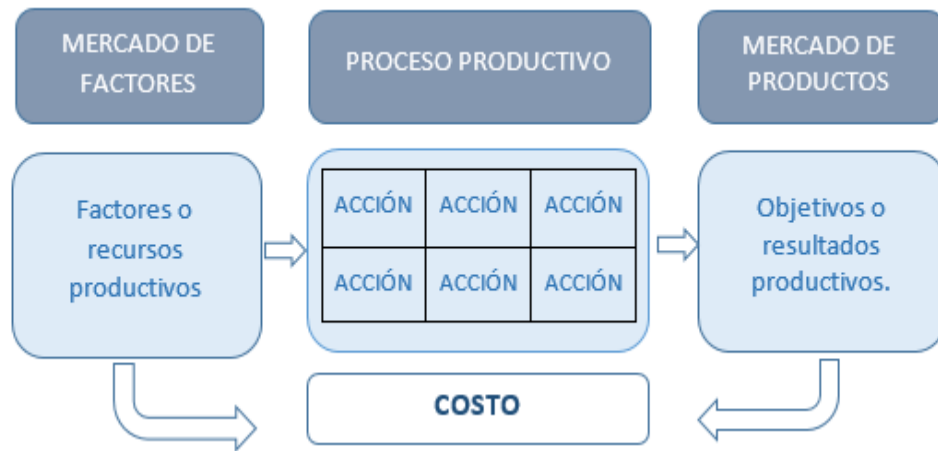 MERCADO DE
FACTORES
PROCESO PRODUCTIVO
MERCADO DE
PRODUCTOS
Factores o
recursos
productivos
ACCIÓN ACCIÓN ACCIÓN
ACCIÓN ACCIÓN ACCIÓN
Objetivos o
resultados
productivos.
COSTO